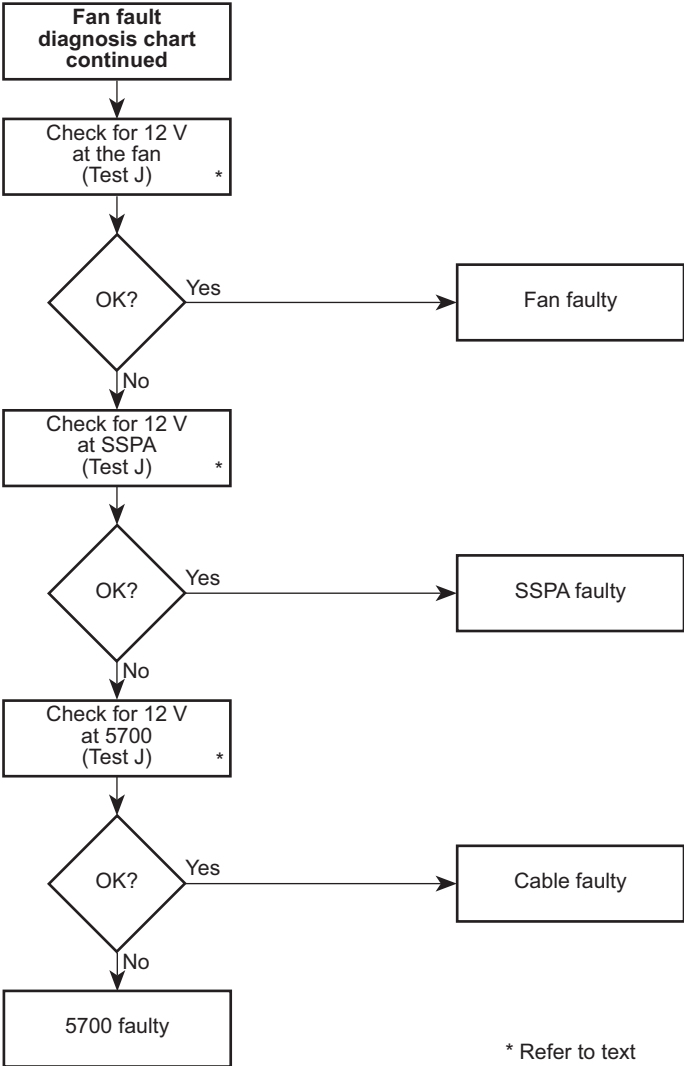 Fan fault
diagnosis chart
continued
Check for 12 V
at the fan
(Test J) *
OK?
Yes
Fan faulty
No
Check for 12 V
at SSPA
(Test J) *
OK?
Yes
SSPA faulty
No
Check for 12 V
at 5700
(Test J) *
OK?
Yes
Cable faulty
No
5700 faulty
* Refer to text